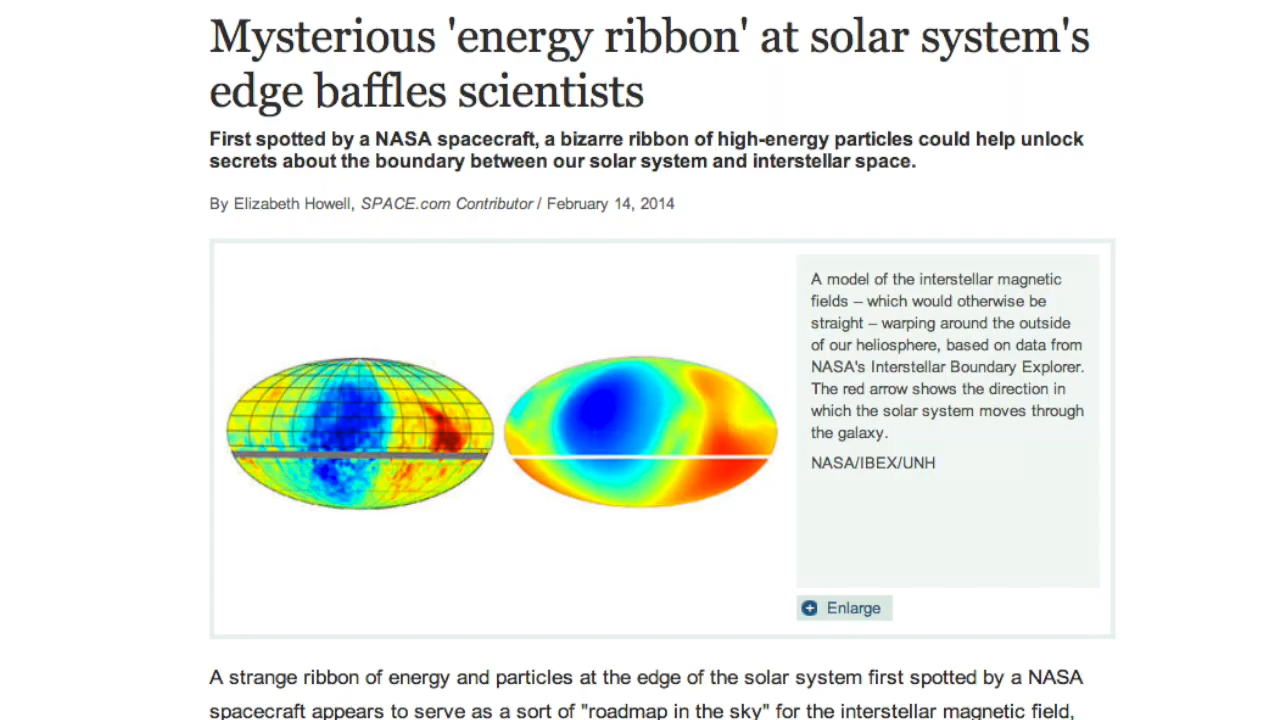 Mysterious 'energy ribbon' at solar system's
edge baffles scientists
First spotted by a NASA spacecraft, a bizarre ribbon of high-energy particles could help unlock
secrets about the boundary between our solar system and interstellar space.
By Elizabeth Howell, SPACE.com Contributor / February 14, 2014
A model of the interstellar magnetic
fields – which would otherwise be
straight – warping around the outside
of our heliosphere, based on data from
NASA's Interstellar Boundary Explorer.
The red arrow shows the direction in
which the solar system moves through
the galaxy.
NASA/IBEX/UNH
Enlarge
A strange ribbon of energy and particles at the edge of the solar system first spotted by a NASA
spacecraft appears to serve as a sort of "roadmap in the sky" for the interstellar magnetic field,